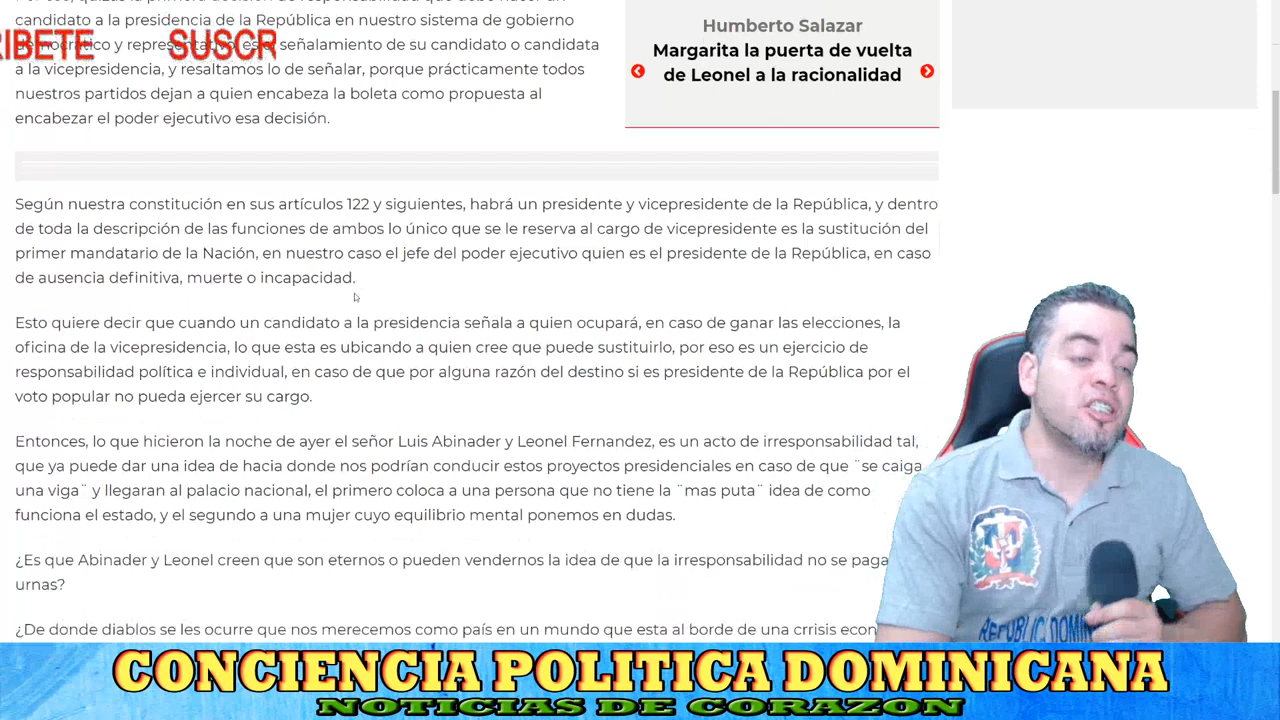 candidato a la presidencia de la República en nuestro sistema de gobierno
democrático y representativo, es el señalamiento de su candidato o candidata
a la vicepresidencia, y resaltamos lo de señalar, porque prácticamente todos
nuestros partidos dejan a quien encabeza la boleta como propuesta al
encabezar el poder ejecutivo esa decisión.
RIBETE SUSCR
Humberto Salazar
Margarita la puerta de vuelta
de Leonel a la racionalidad
Según nuestra constitución en sus artículos 122 y siguientes, habrá un presidente y vicepresidente de la República, y dentro
de toda la descripción de las funciones de ambos lo único que se le reserva al cargo de vicepresidente es la sustitución del
primer mandatario de la Nación, en nuestro caso el jefe del poder ejecutivo quien es el presidente de la República, en caso
de ausencia definitiva, muerte o incapacidad.
Esto quiere decir que cuando un candidato a la presidencia señala a quien ocupará, en caso de ganar las elecciones, la
oficina de la vicepresidencia, lo que esta es ubicando a quien cree que puede sustituirlo, por eso es un ejercicio de
responsabilidad política e individual, en caso de que por alguna razón del destino si es presidente de la República por el
voto popular no pueda ejercer su cargo.
Entonces, lo que hicieron la noche de ayer el señor Luis Abinader y Leonel Fernandez, es un acto de irresponsabilidad tal,
que ya puede dar una idea de hacia donde nos podrían conducir estos proyectos presidenciales en caso de que ¨se caiga
una viga¨ y llegaran al palacio nacional, el primero coloca a una persona que no tiene la ¨mas puta¨ idea de como
funciona el estado, y el segundo a una mujer cuyo equilibrio mental ponemos en dudas.
¿Es que Abinader y Leonel creen que son eternos o pueden vendernos la idea de que la irresponsabilidad no se paga
urnas?
¿De donde diablos se les ocurre que nos merecemos como país en un mundo que esta al borde de una crrisis econ
REPUBLICA DOMIN
CONCIENCIA POLITICA DOMINICANA
NOTICIAS DE CORAZON